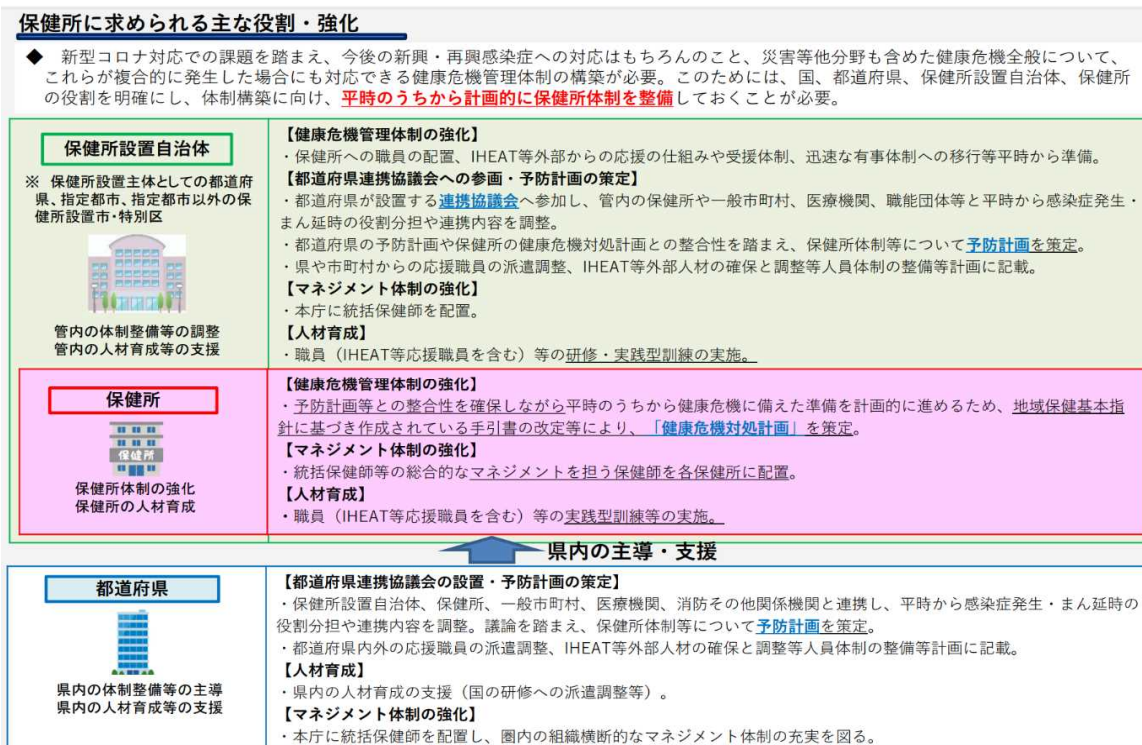 保健所に求められる主な役割・強化
◆ 新型コロナ対応での課題を踏まえ、今後の新興・再興感染症への対応はもちろんのこと、災害等他分野も含めた健康危機全般について、
これらが複合的に発生した場合にも対応できる健康危機管理体制の構築が必要。このためには、国、都道府県、保健所設置自治体、保健所
の役割を明確にし、体制構築に向け、平時のうちから計画的に保健所体制を整備しておくことが必要。
保健所設置自治体
※ 保健所設置主体としての都道府
県、指定都市、指定都市以外の保
健所設置市・特別区
管内の体制整備等の調整
管内の人材育成等の支援
【健康危機管理体制の強化】
・保健所への職員の配置、IHEAT等外部からの応援の仕組みや受援体制、迅速な有事体制への移行等平時から準備。
【都道府県連携協議会への参画・予防計画の策定】
・都道府県が設置する連携協議会へ参加し、管内の保健所や一般市町村、医療機関、職能団体等と平時から感染症発生・
まん延時の役割分担や連携内容を調整。
・都道府県の予防計画や保健所の健康危機対処計画との整合性を踏まえ、保健所体制等について予防計画を策定。
・県や市町村からの応援職員の派遣調整、IHEAT等外部人材の確保と調整等人員体制の整備等計画に記載。
【マネジメント体制の強化】
・本庁に統括保健師を配置。
【人材育成】
・職員（IHEAT等応援職員を含む）等の研修・実践型訓練の実施。
保健所
保健所
保健所体制の強化
保健所の人材育成
【健康危機管理体制の強化】
・予防計画等との整合性を確保しながら平時のうちから健康危機に備えた準備を計画的に進めるため、地域保健基本指
針に基づき作成されている手引書の改定等により、「健康危機対処計画」を策定。
【マネジメント体制の強化】
・統括保健師等の総合的なマネジメントを担う保健師を各保健所に配置。
【人材育成】
・職員（IHEAT等応援職員を含む）等の実践型訓練等の実施。
県内の主導・支援
都道府県
県内の体制整備等の主導
県内の人材育成等の支援
【都道府県連携協議会の設置・予防計画の策定】
・保健所設置自治体、保健所、一般市町村、医療機関、消防その他関係機関と連携し、平時から感染症発生・まん延時の
役割分担や連携内容を調整。議論を踏まえ、保健所体制等について予防計画を策定。
・都道府県内外の応援職員の派遣調整、IHEAT等外部人材の確保と調整等人員体制の整備等計画に記載。
【人材育成】
・県内の人材育成の支援（国の研修への派遣調整等）。
【マネジメント体制の強化】
・本庁に統括保健師を配置し、圏内の組織横断的なマネジメント体制の充実を図る。